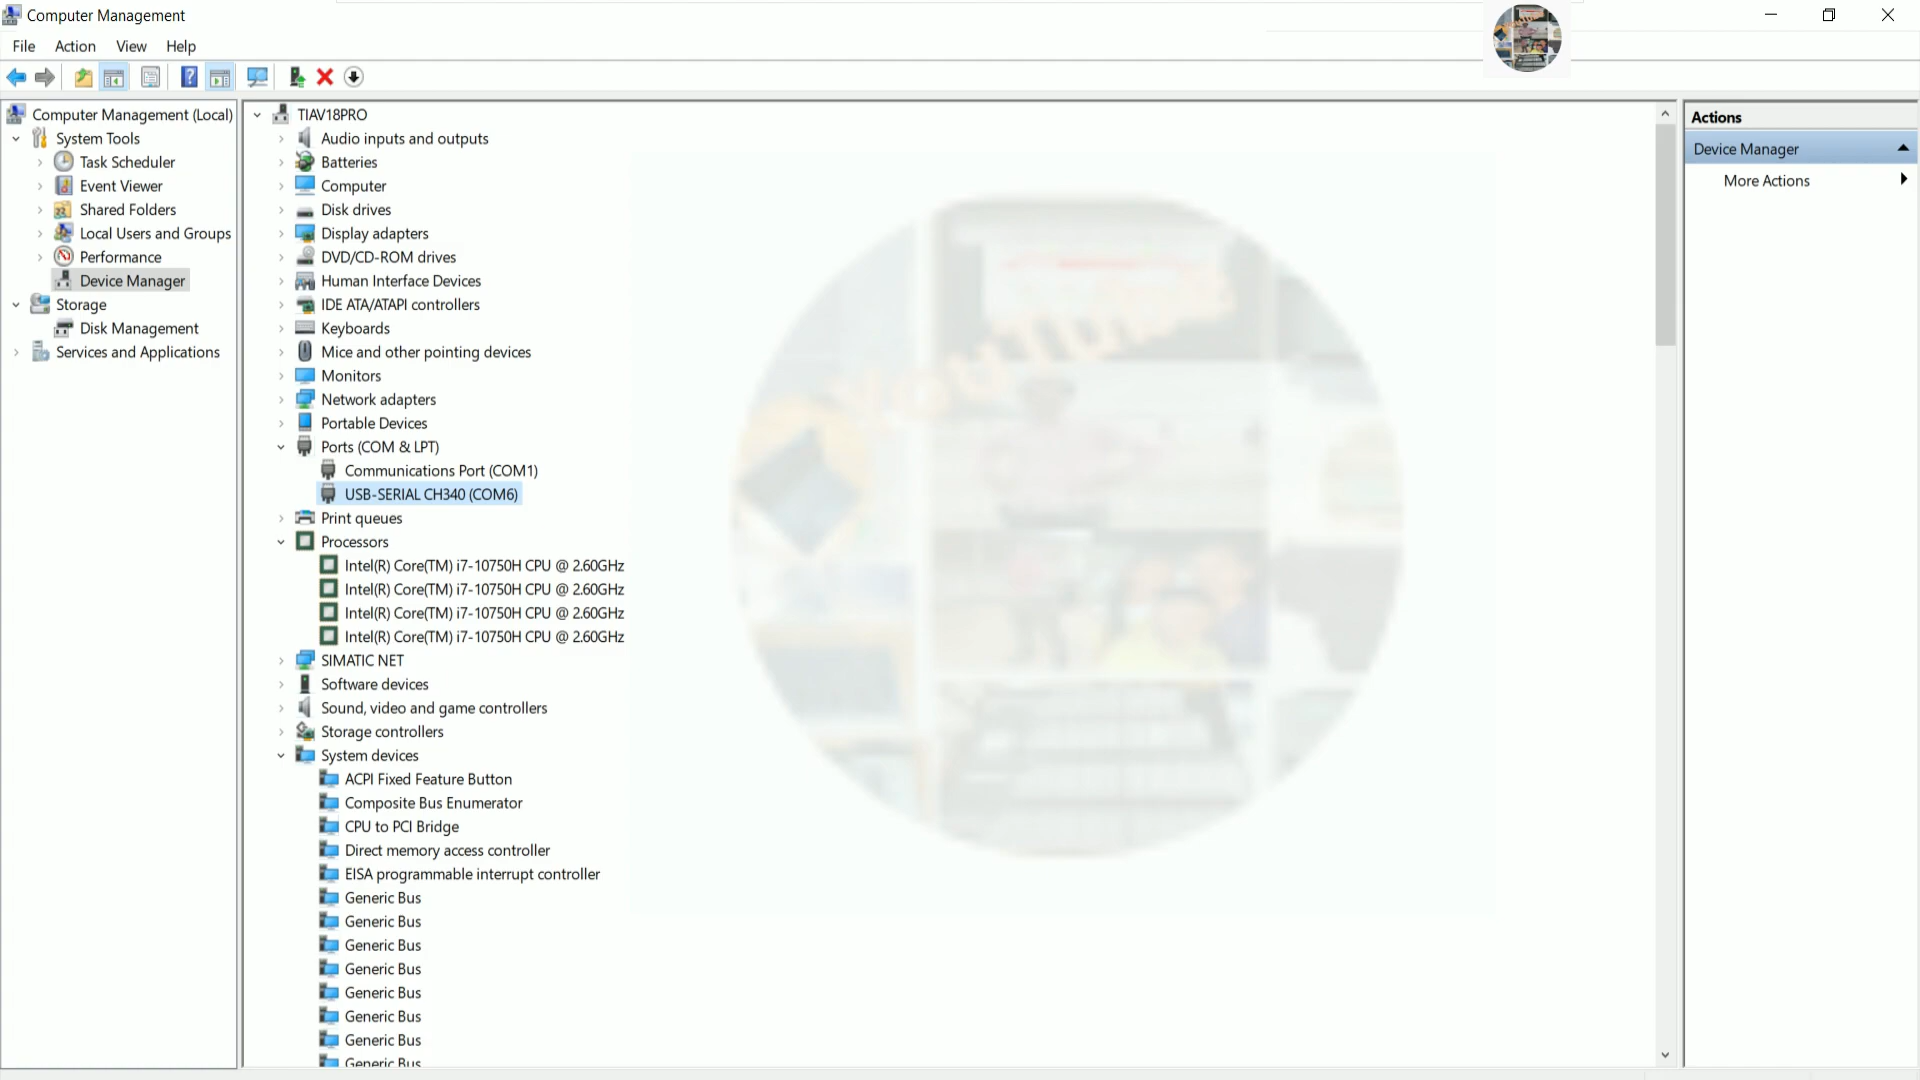 Computer Management
File Action View Help
Computer Management (Local)
System Tools
Task Scheduler
Event Viewer
Shared Folders
Local Users and Groups
Performance
Device Manager
Storage
Disk Management
Services and Applications
TIAV18PRO
Audio inputs and outputs
Batteries
Computer
Disk drives
Display adapters
DVD/CD-ROM drives
Human Interface Devices
IDE ATA/ATAPI controllers
Keyboards
Mice and other pointing devices
Monitors
Network adapters
Portable Devices
Ports (COM & LPT)
Communications Port (COM1)
USB-SERIAL CH340 (COM6)
Print queues
Processors
Intel(R) Core(TM) i7-10750H CPU @ 2.60GHz
Intel(R) Core(TM) i7-10750H CPU @ 2.60GHz
Intel(R) Core(TM) i7-10750H CPU @ 2.60GHz
Intel(R) Core(TM) i7-10750H CPU @ 2.60GHz
SIMATIC NET
Software devices
Sound, video and game controllers
Storage controllers
System devices
ACPI Fixed Feature Button
Composite Bus Enumerator
CPU to PCI Bridge
Direct memory access controller
EISA programmable interrupt controller
Generic Bus
Generic Bus
Generic Bus
Generic Bus
Generic Bus
Generic Bus
Generic Bus
Generic Bus
Actions
Device Manager
More Actions